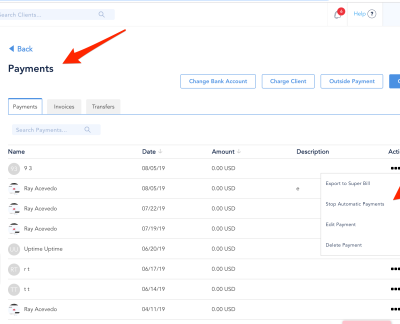 Search Clients...
4
Help ?
Back
Payments
Change Bank Account Charge Client Outside Payment
Payments Invoices Transfers
Search Payments...
Name Date Amount Description
9 3 08/05/19 0.00 USD
Export to Super Bill
Ray Acevedo 08/05/19 0.00 USD e
Stop Automatic Payments
Ray Acevedo 07/22/19 0.00 USD
Edit Payment
Ray Acevedo 07/19/19 0.00 USD
Delete Payment
Uptime Uptime 06/20/19 0.00 USD
r t 06/17/19 0.00 USD
t t 06/14/19 0.00 USD
Ray Acevedo 04/11/19 0.00 USD